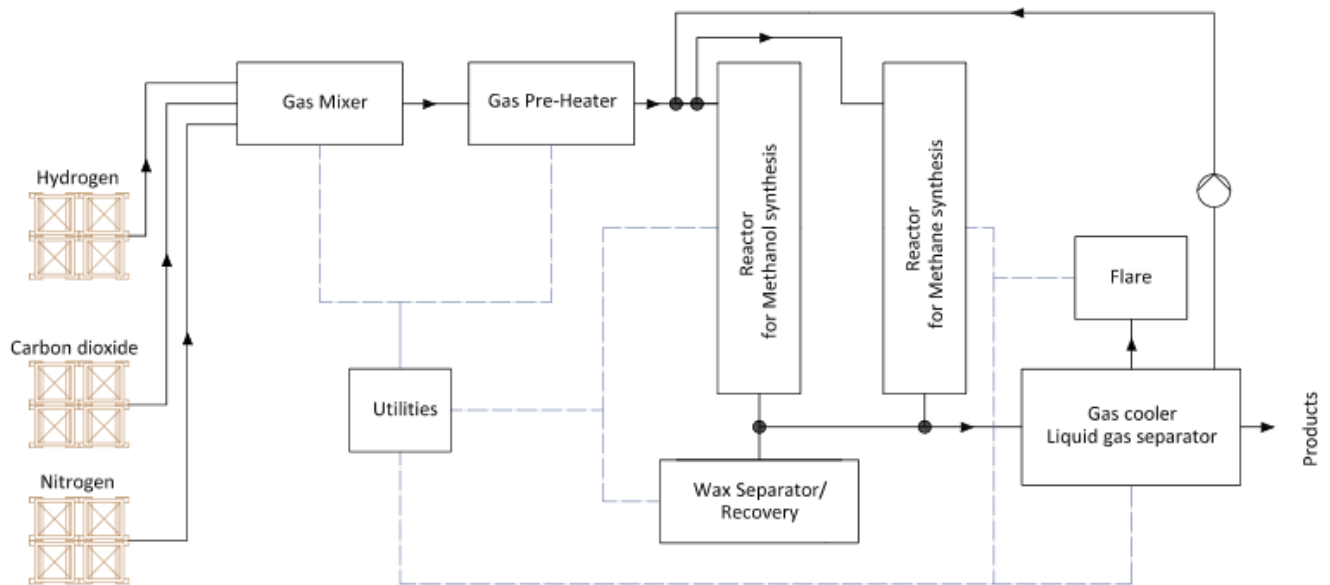 Gas Mixer
Gas Pre-Heater
Hydrogen
Carbon dioxide
Nitrogen
Utilities
Reactor
for Methanol synthesis
Reactor
for Methane synthesis
Flare
Gas cooler
Liquid gas separator
Products
Wax Separator/
Recovery